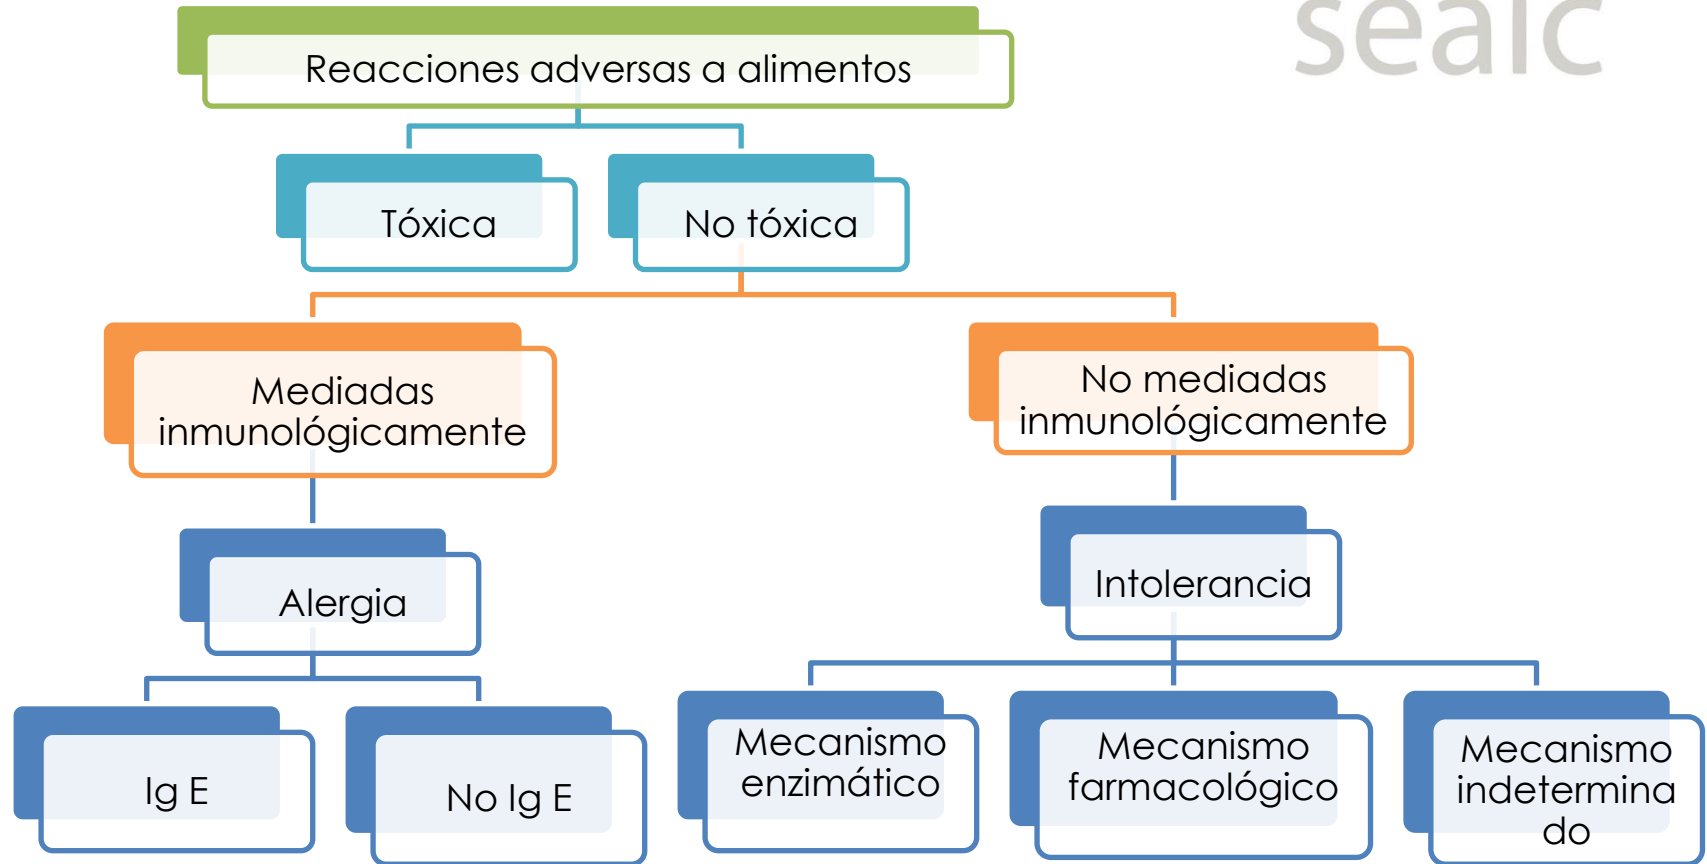 seaic
Reacciones adversas a alimentos
Tóxica
No tóxica
Mediadas
inmunológicamente
No mediadas
inmunológicamente
Alergia
Intolerancia
Ig E
No Ig E
Mecanismo
enzimático
Mecanismo
farmacológico
Mecanismo
indetermina
do